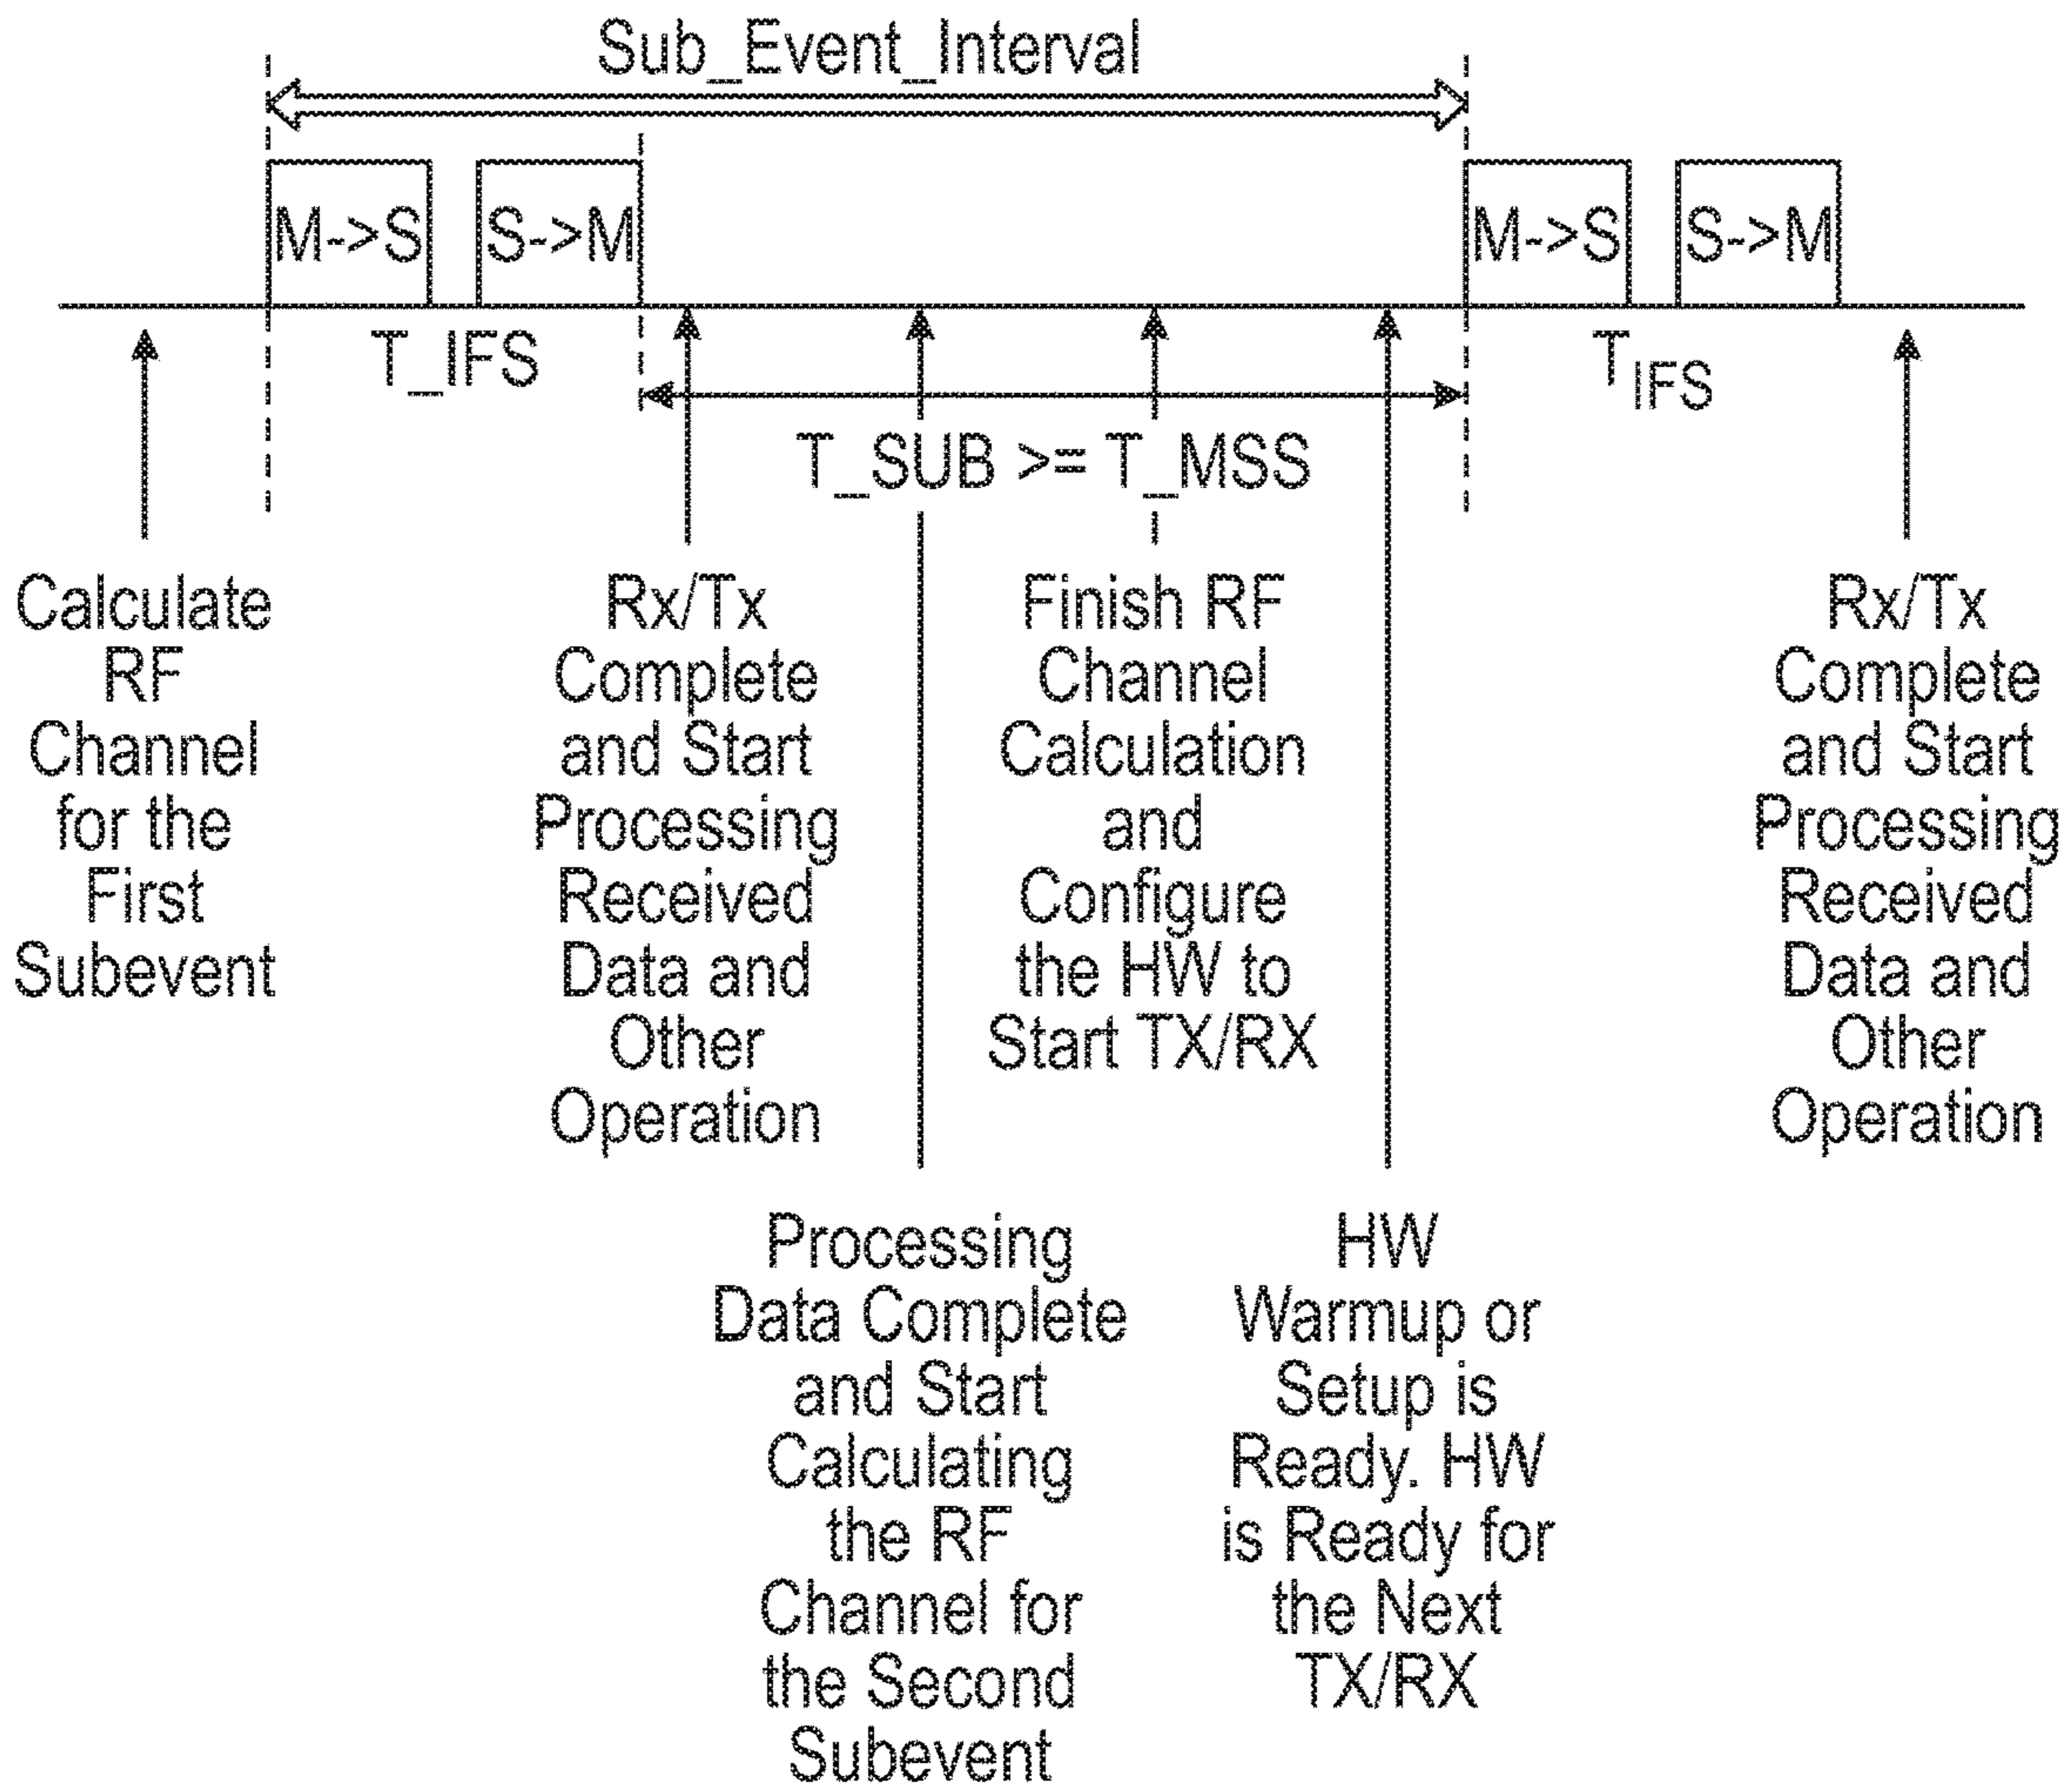 Sub_Event_Interval
M->S
S->M
M->S
S->M
T_IFS
TIFS
T_SUB >= T_MSS
Calculate
RF
Channel
for the
First
Subevent
Rx/Tx
Complete
and Start
Processing
Received
Data and
Other
Operation
Finish RF
Channel
Calculation
and
Configure
the HW to
Start TX/RX
Rx/Tx
Complete
and Start
Processing
Received
Data and
Other
Operation
Processing
Data Complete
and Start
Calculating
the RF
Channel for
the Second
Subevent
HW
Warmup or
Setup is
Ready. HW
is Ready for
the Next
TX/RX